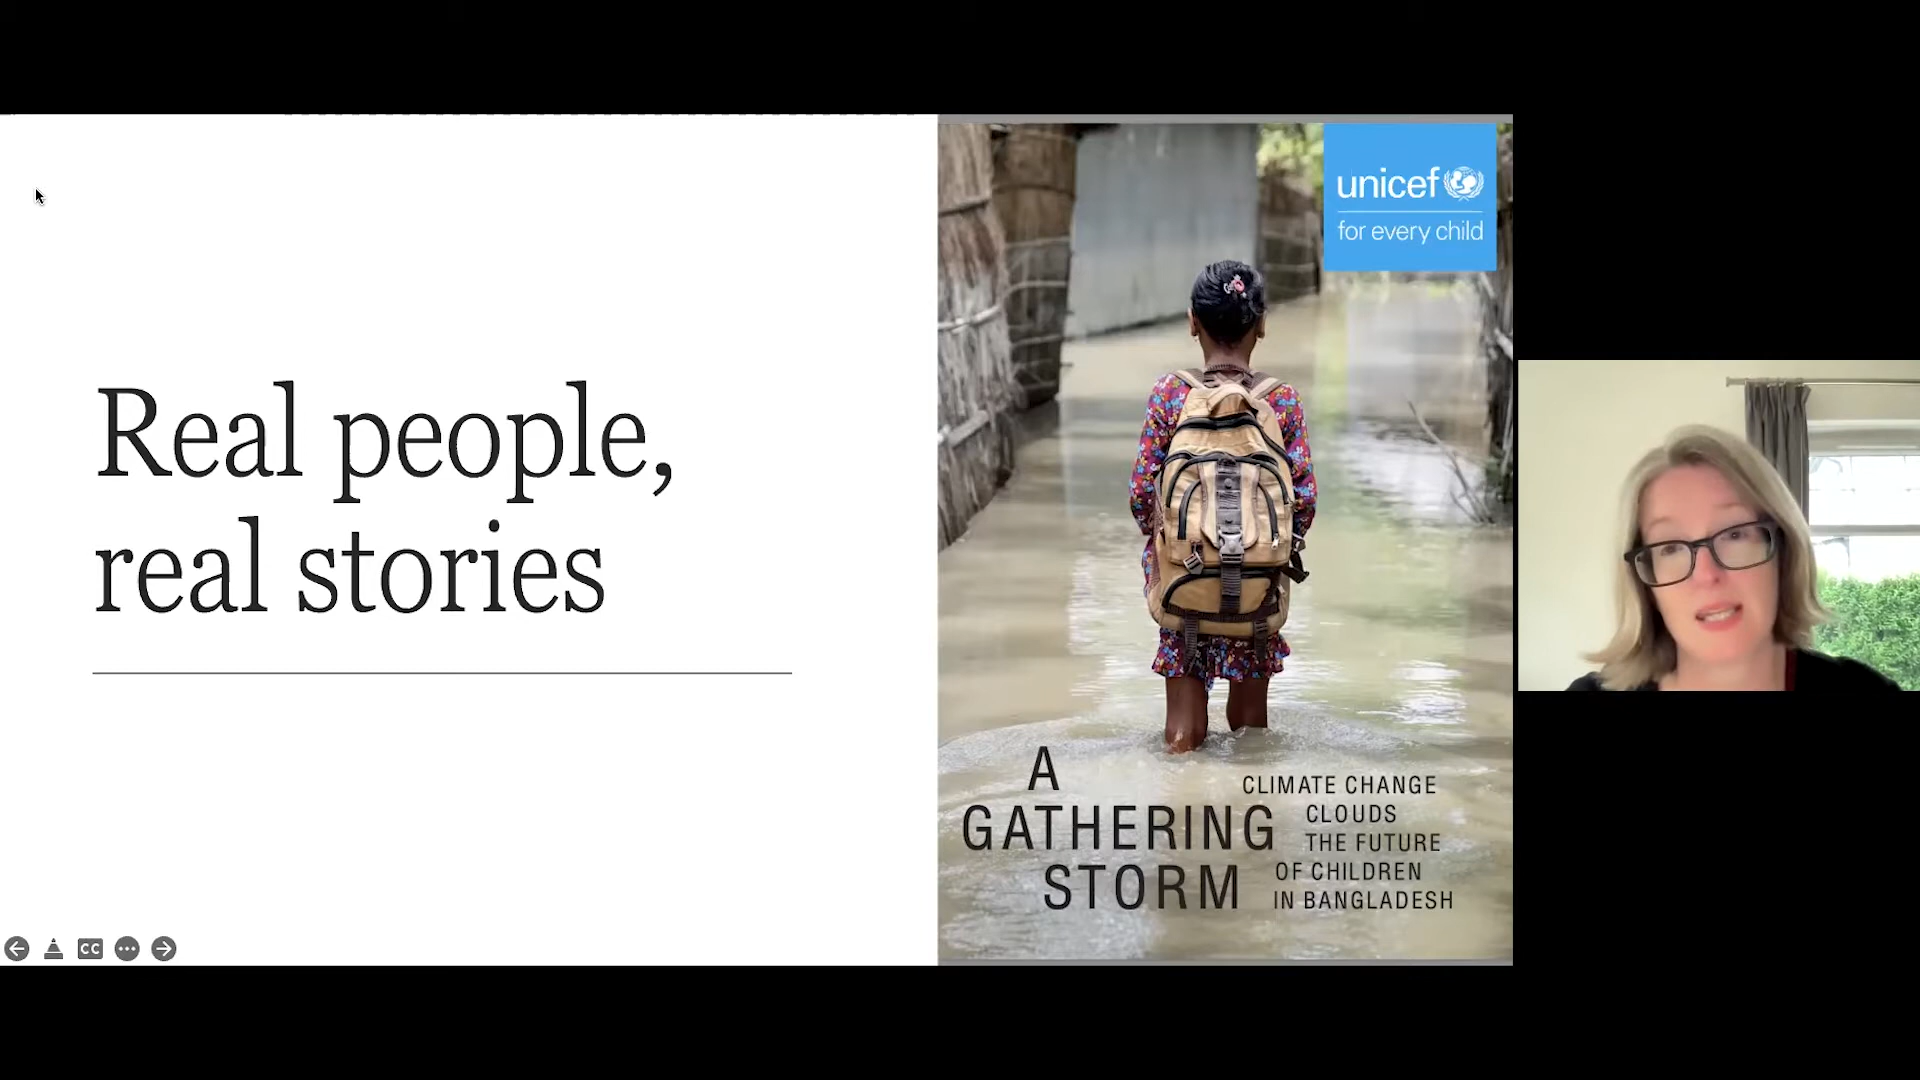 Real people,
real stories
unicef
for every child
A
GATHERING
STORM
CLIMATE CHANGE
CLOUDS
THE FUTURE
OF CHILDREN
IN BANGLADESH
CC